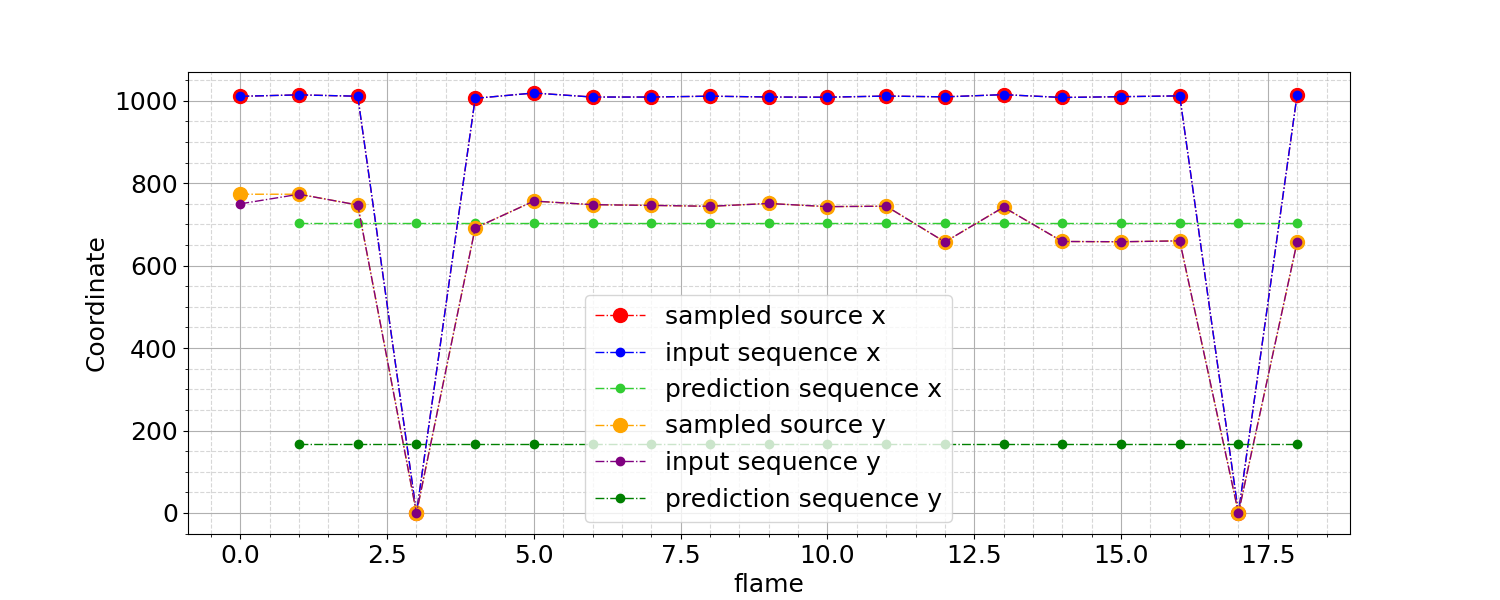 1000
800
600
400
200
0
Coordinate
sampled source x
input sequence x
prediction sequence x
sampled source y
input sequence y
prediction sequence y
0.0 2.5 5.0 7.5 10.0 12.5 15.0 17.5
flame